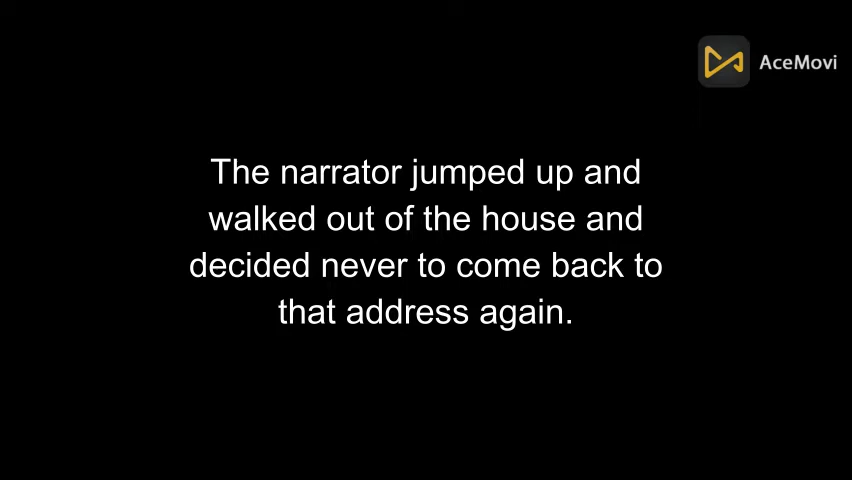 AceMovi
The narrator jumped up and
walked out of the house and
decided never to come back to
that address again.